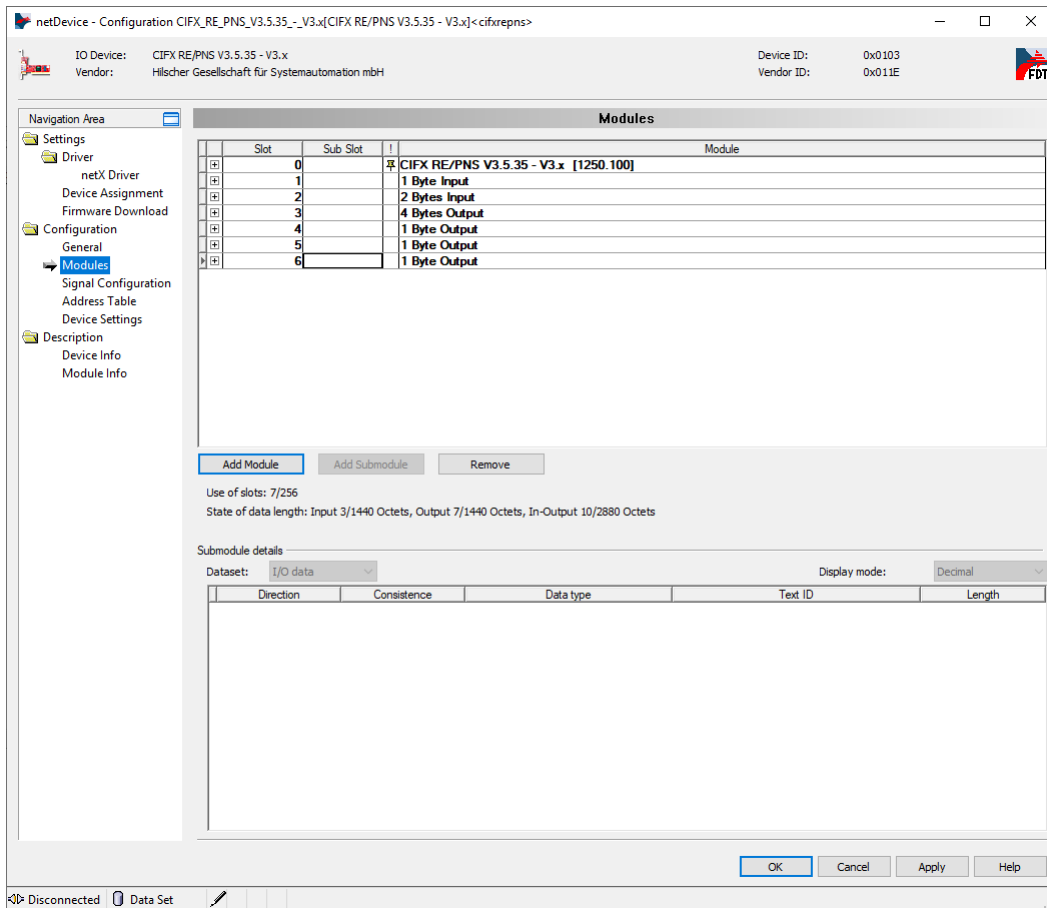 netDevice - Configuration CIFX_RE_PNS_V3.5.35_-_V3.x[CIFX RE/PNS V3.5.35 - V3.x]<cifxrepns>
IO Device: CIFX RE/PNS V3.5.35 - V3.x Device ID: 0x0103
Vendor: Hilscher Gesellschaft für Systemautomation mbH Vendor ID: 0x011E
FDT
Navigation Area
Settings
Driver
netX Driver
Device Assignment
Firmware Download
Configuration
General
Modules
Signal Configuration
Address Table
Device Settings
Description
Device Info
Module Info
Modules
Slot Sub Slot ! Module
0 CIFX RE/PNS V3.5.35 - V3.x [1250.100]
1 1 Byte Input
2 2 Bytes Input
3 4 Bytes Output
4 1 Byte Output
5 1 Byte Output
6 1 Byte Output
Add Module Add Submodule Remove
Use of slots: 7/256
State of data length: Input 3/1440 Octets, Output 7/1440 Octets, In-Output 10/2880 Octets
Submodule details
Dataset: I/O data Display mode: Decimal
Direction Consistence Data type Text ID Length
OK Cancel Apply Help
Disconnected Data Set